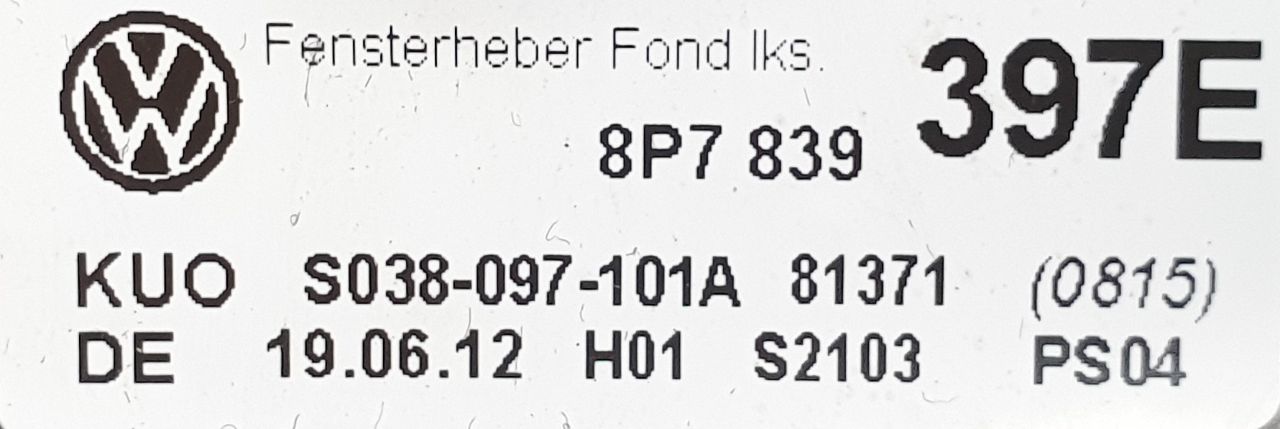 Fensterheber Fond lks.
8P7 839 397E
KUO S038-097-101A 81371 (0815)
DE 19.06.12 H01 S2103 PS04